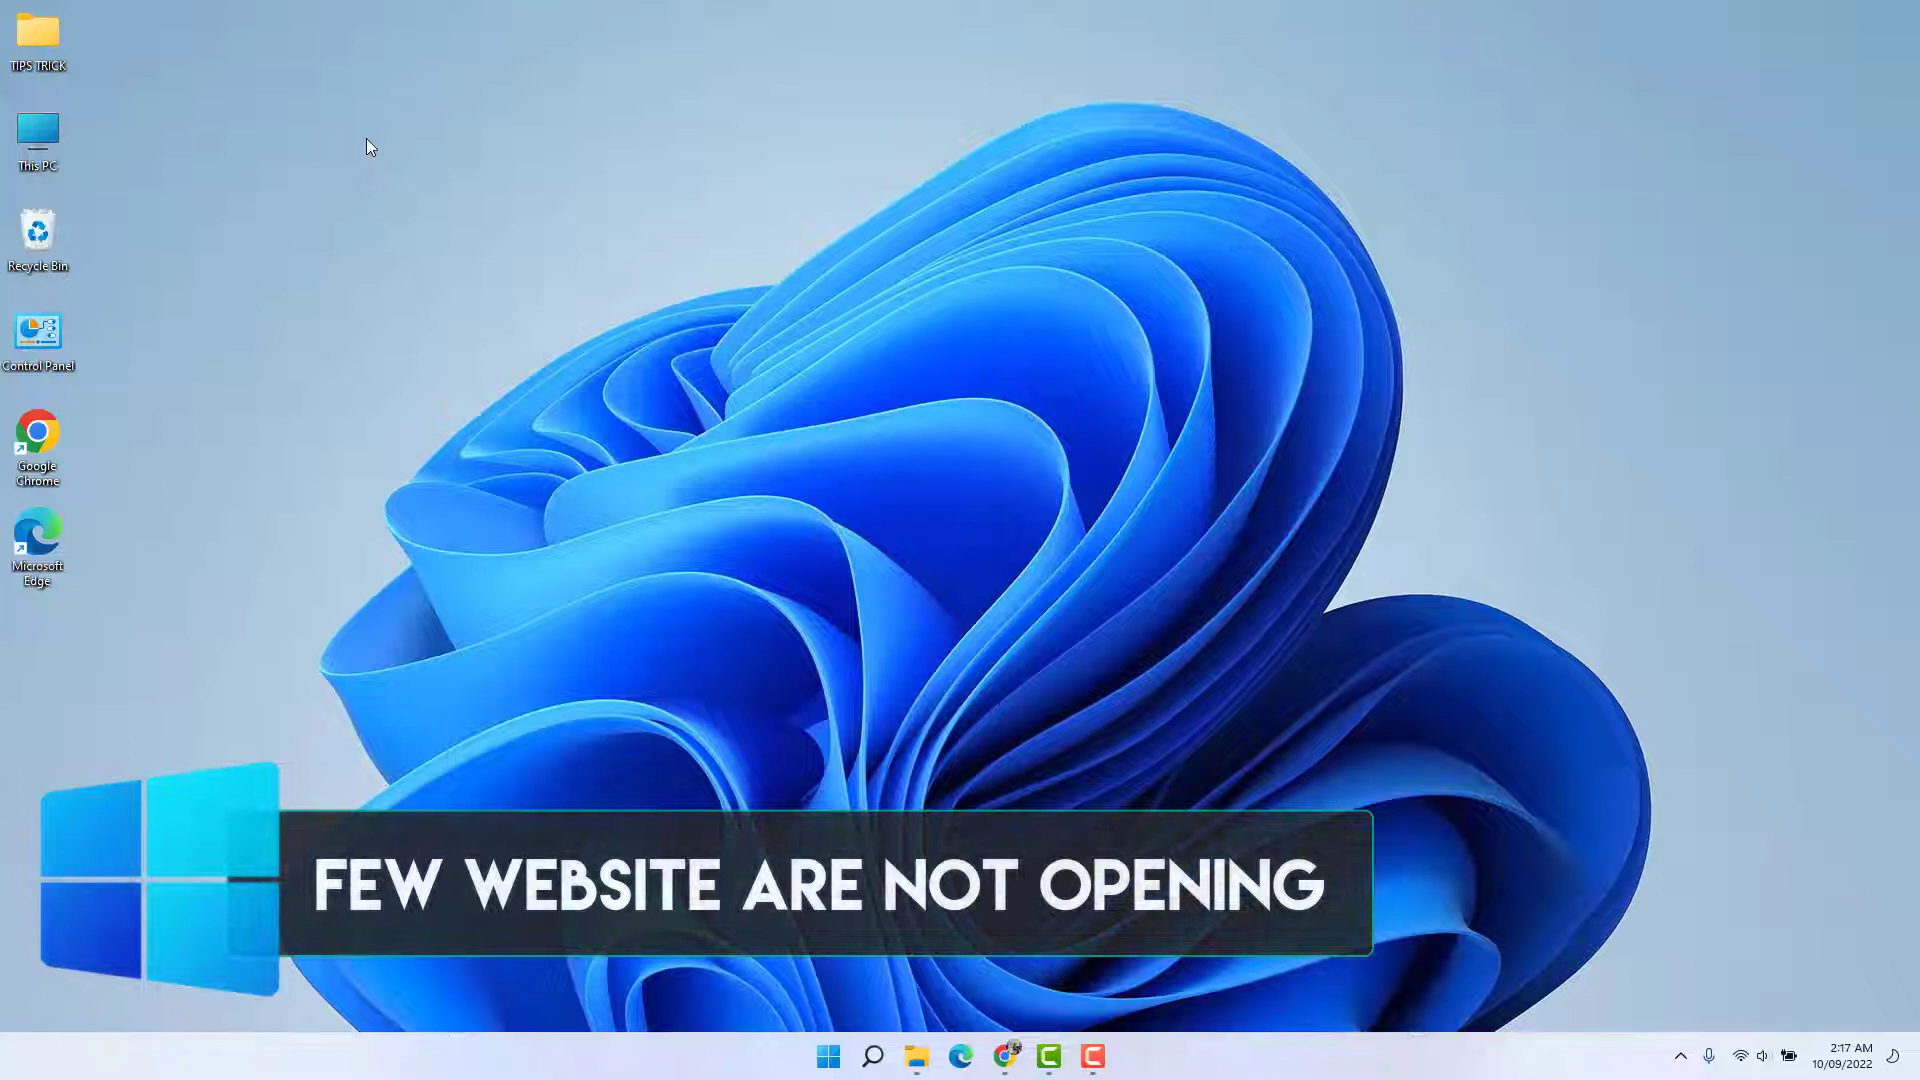 TIPS TRICK
This PC
Recycle Bin
Control Panel
Google
Chrome
Microsoft
Edge
FEW WEBSITE ARE NOT OPENING
2:17 AM
10/09/2022